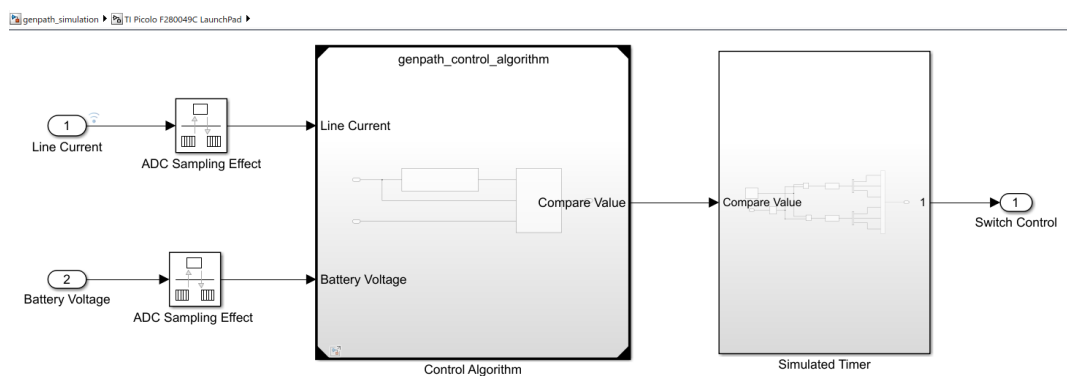 genpath_simulation ▶ TI Picolo F280049C LaunchPad ▶
genpath_control_algorithm
1
Line Current
ADC Sampling Effect
Line Current
Compare Value
Compare Value
1
1
Switch Control
2
Battery Voltage
ADC Sampling Effect
Battery Voltage
Control Algorithm
Simulated Timer